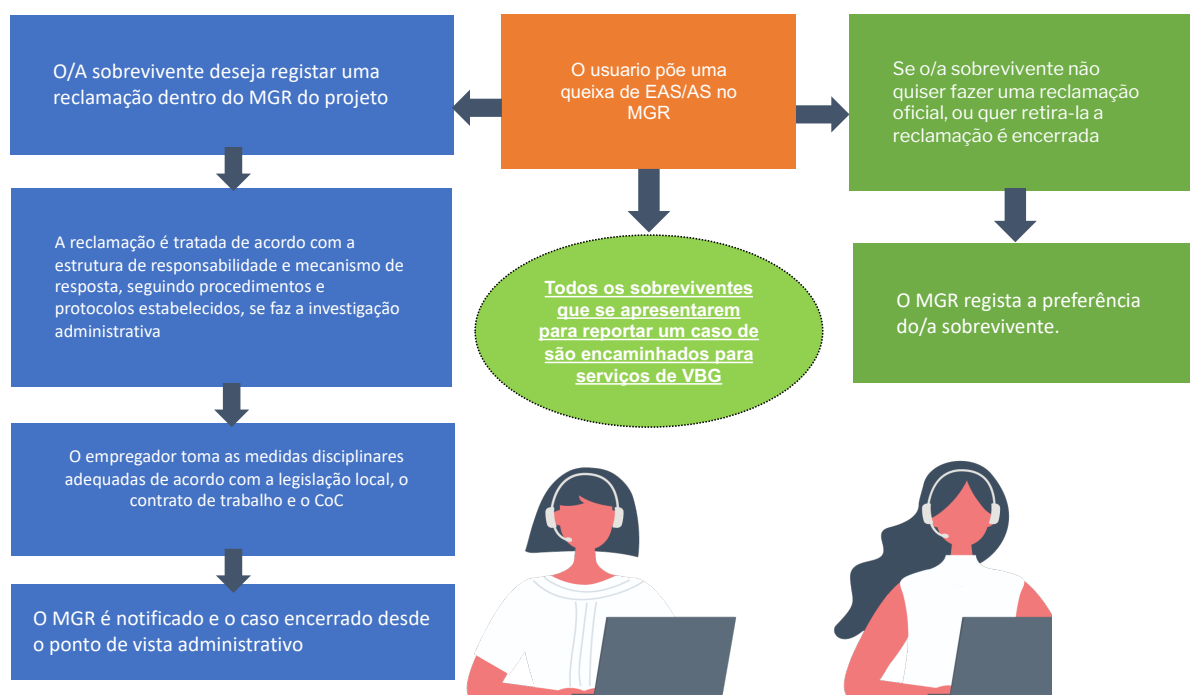 O/A sobrevivente deseja registar uma
reclamação dentro do MGR do projeto
O usuario põe uma
queixa de EAS/AS no
MGR
Se o/a sobrevivente não
quiser fazer uma reclamação
oficial, ou quer retira-la a
reclamação é encerrada
A reclamação é tratada de acordo com a
estrutura de responsabilidade e mecanismo de
resposta, seguindo procedimentos e
protocolos estabelecidos, se faz a investigação
administrativa
Todos os sobreviventes
que se apresentarem
para reportar um caso de
são encaminhados para
serviços de VBG
O MGR regista a preferência
do/a sobrevivente.
O empregador toma as medidas disciplinares
adequadas de acordo com a legislação local, o
contrato de trabalho e o CoC
O MGR é notificado e o caso encerrado desde
o ponto de vista administrativo